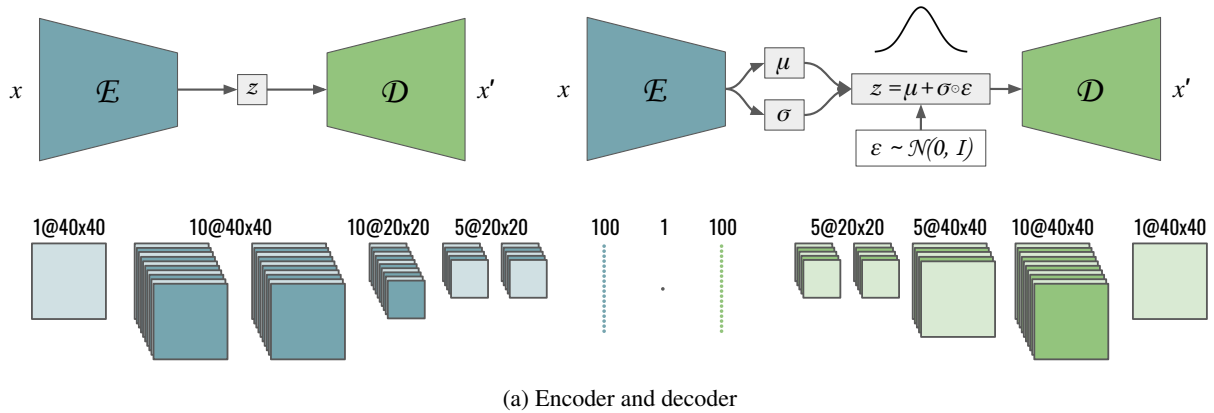 x ℰ z 𝒟 x′
x ℰ μ σ z = μ + σ⊙ε ε ~ 𝒩(0, I) 𝒟 x′
1@40x40 10@40x40 10@20x20 5@20x20 100 1 100 5@20x20 5@40x40 10@40x40 1@40x40
(a) Encoder and decoder